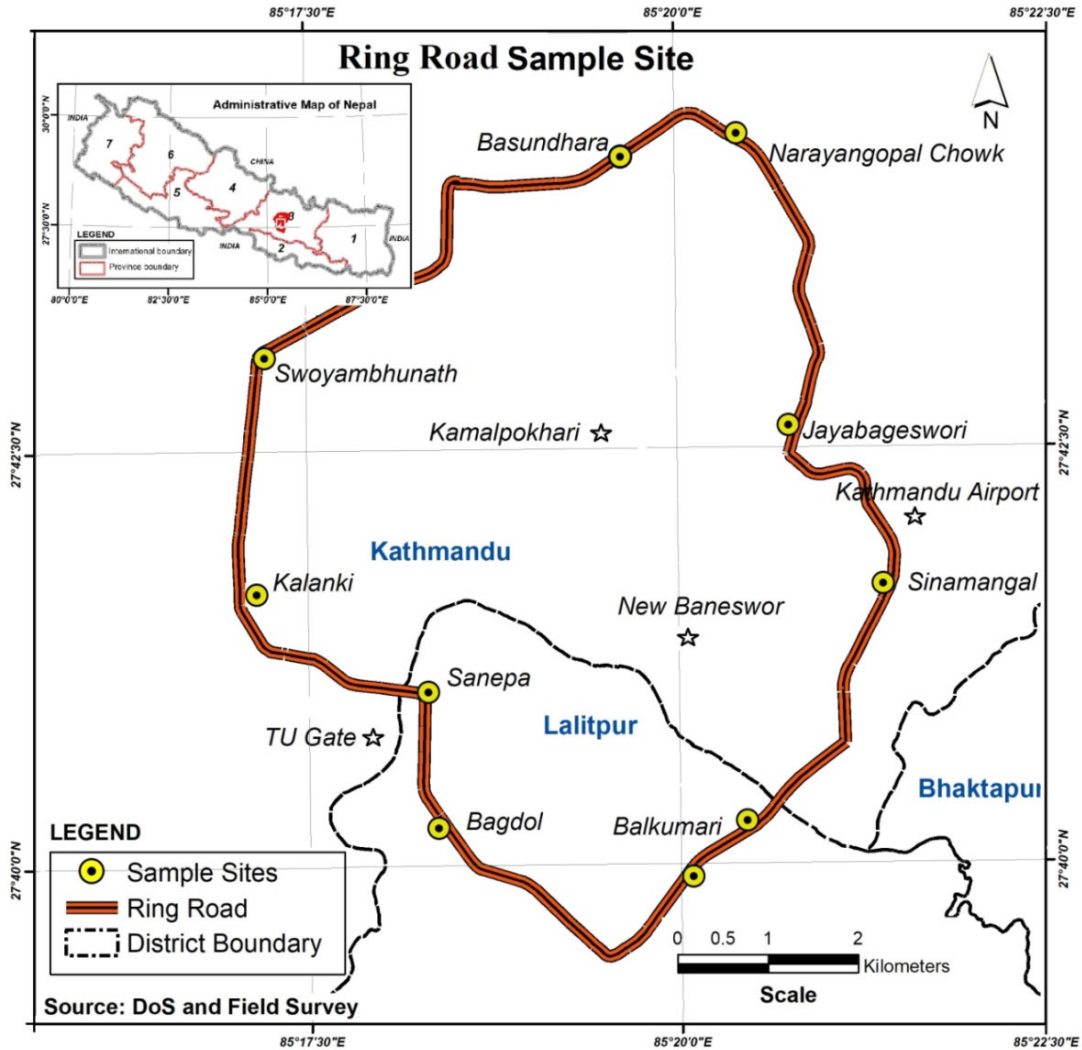 85°17'30"E 85°20'0"E 85°22'30"E
Ring Road Sample Site
Administrative Map of Nepal
30°0'0"N
27°30'0"N
INDIA
7
6
CHINA
5
4
3
2
1
INDIA
INDIA
LEGEND
International boundary
Province boundary
80°0'0"E 82°30'0"E 85°0'0"E 87°30'0"E
N
Basundhara
Narayangopal Chowk
Swoyambhunath
Kamalpokhari
Jayabageswori
27°42'30"N
27°42'30"N
Kathmandu Airport
Kathmandu
Kalanki
Sinamangal
New Baneswor
Sanepa
Lalitpur
TU Gate
Bhaktapur
Bagdol
Balkumari
27°40'0"N
27°40'0"N
LEGEND
Sample Sites
Ring Road
District Boundary
0 0.5 1 2
Kilometers
Scale
Source: DoS and Field Survey
85°17'30"E 85°20'0"E 85°22'30"E